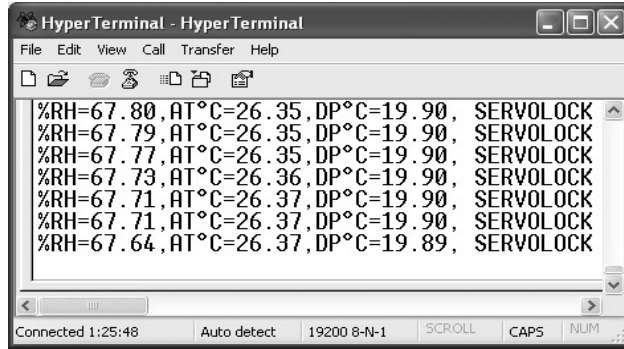 HyperTerminal - HyperTerminal
File Edit View Call Transfer Help
%RH=67.80,AT°C=26.35,DP°C=19.90, SERVOLOCK
%RH=67.79,AT°C=26.35,DP°C=19.90, SERVOLOCK
%RH=67.77,AT°C=26.35,DP°C=19.90, SERVOLOCK
%RH=67.73,AT°C=26.36,DP°C=19.90, SERVOLOCK
%RH=67.71,AT°C=26.37,DP°C=19.90, SERVOLOCK
%RH=67.71,AT°C=26.37,DP°C=19.90, SERVOLOCK
%RH=67.64,AT°C=26.37,DP°C=19.89, SERVOLOCK
Connected 1:25:48 Auto detect 19200 8-N-1 SCROLL CAPS NUM